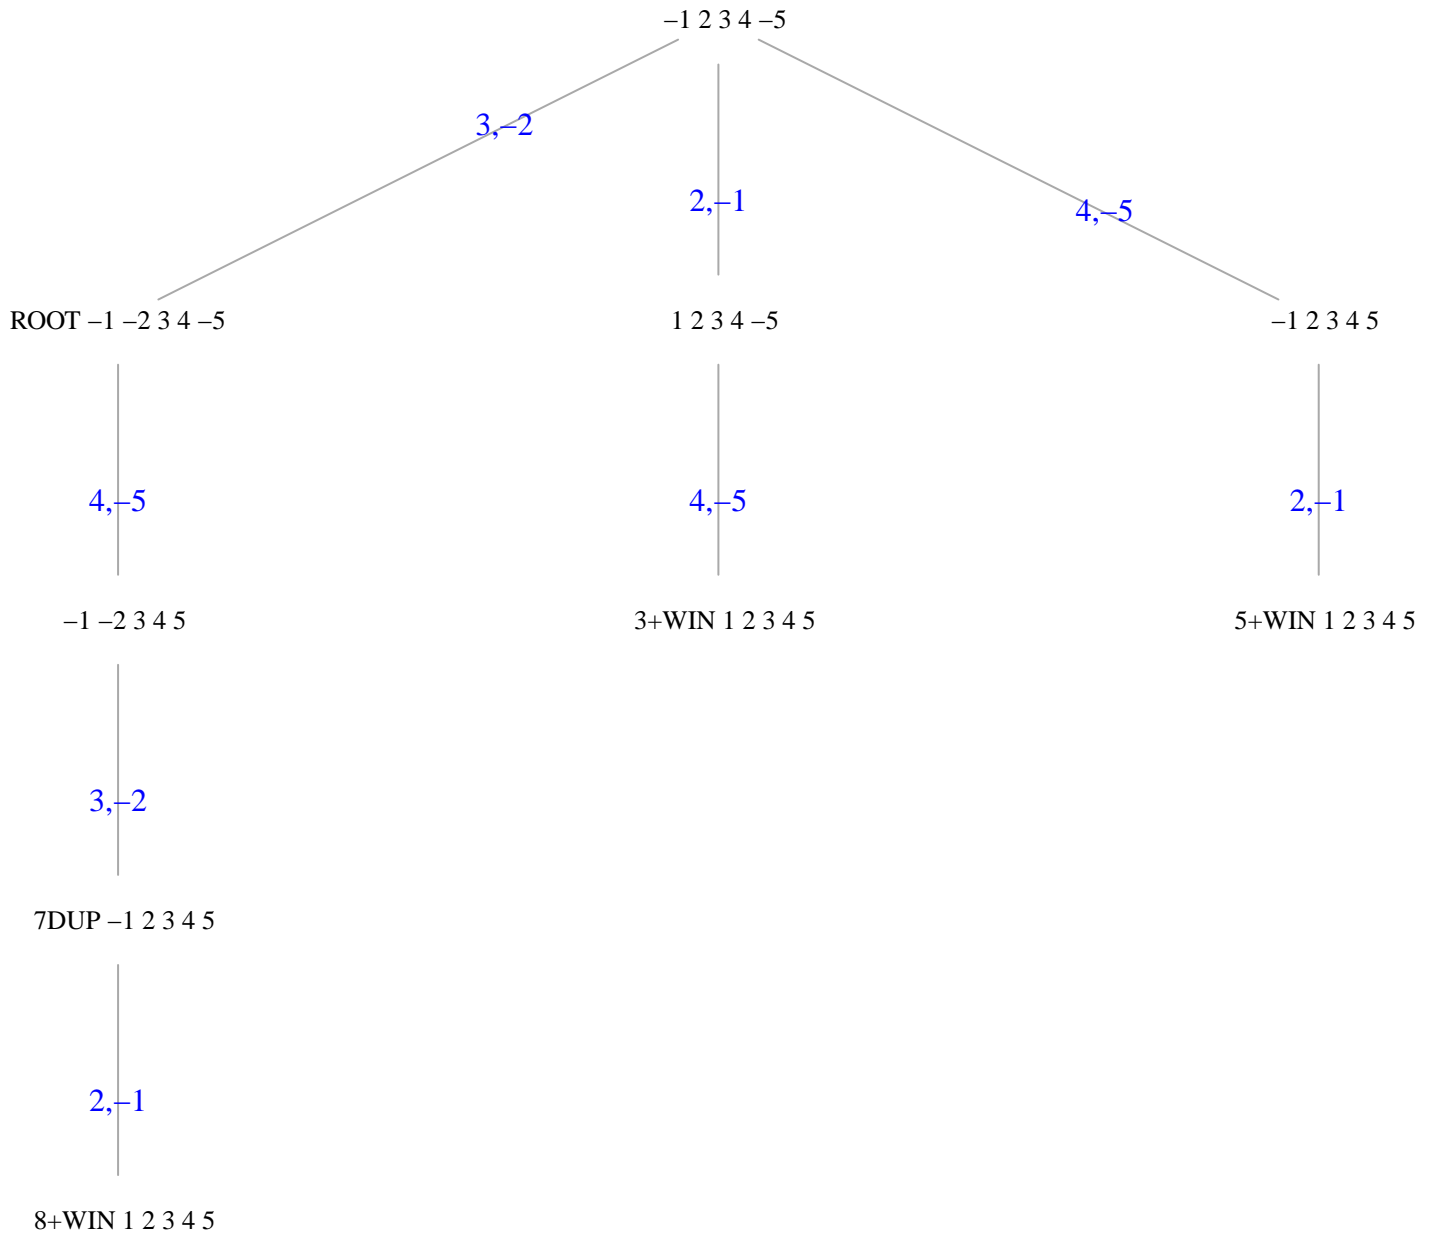 –1 2 3 4 –5
3,–2
2,–1
4,–5
ROOT –1 –2 3 4 –5
1 2 3 4 –5
–1 2 3 4 5
4,–5
4,–5
2,–1
–1 –2 3 4 5
3+WIN 1 2 3 4 5
5+WIN 1 2 3 4 5
3,–2
7DUP –1 2 3 4 5
2,–1
8+WIN 1 2 3 4 5